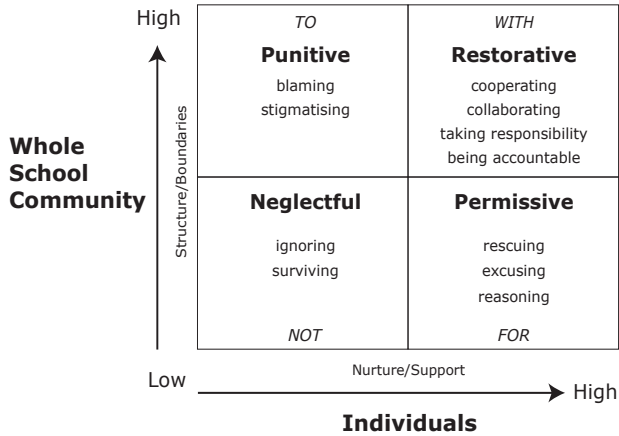 High
TO
WITH
Punitive
Restorative
blaming
stigmatising
cooperating
collaborating
taking responsibility
being accountable
Whole
School
Community
Structure/Boundaries
Neglectful
Permissive
ignoring
surviving
rescuing
excusing
reasoning
NOT
FOR
Low
Nurture/Support
High
Individuals